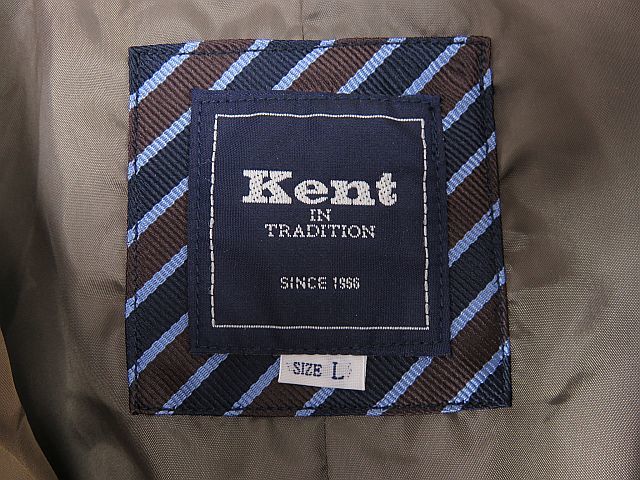 Kent
IN
TRADITION
SINCE 1966
SIZE L